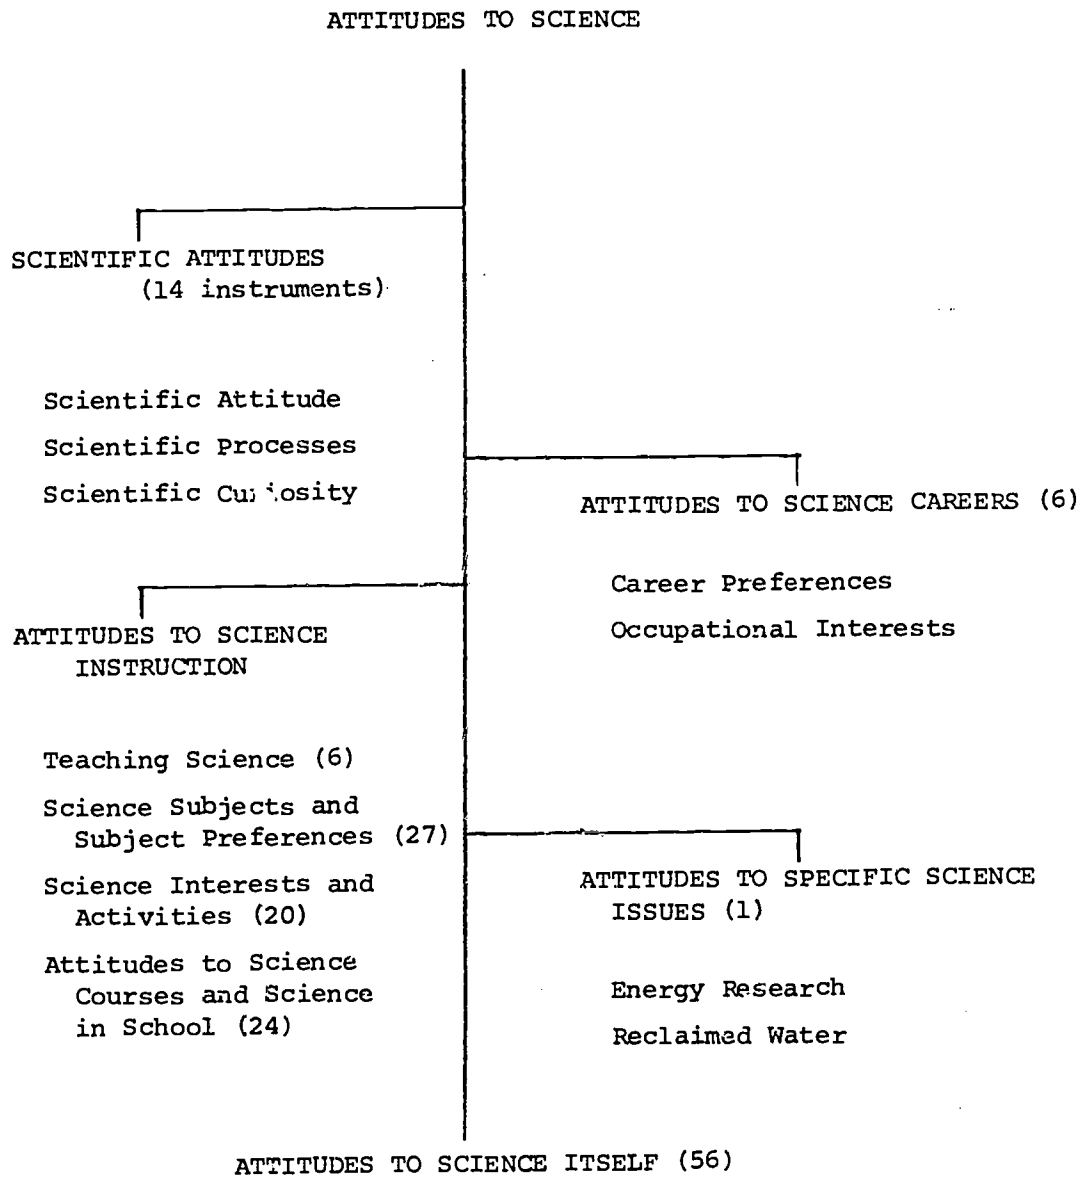 ATTITUDES TO SCIENCE
SCIENTIFIC ATTITUDES
(14 instruments)
Scientific Attitude
Scientific Processes
Scientific Curiosity
ATTITUDES TO SCIENCE CAREERS (6)
Career Preferences
Occupational Interests
ATTITUDES TO SCIENCE
INSTRUCTION
Teaching Science (6)
Science Subjects and
Subject Preferences (27)
Science Interests and
Activities (20)
Attitudes to Science
Courses and Science
in School (24)
ATTITUDES TO SPECIFIC SCIENCE
ISSUES (1)
Energy Research
Reclaimed Water
ATTITUDES TO SCIENCE ITSELF (56)